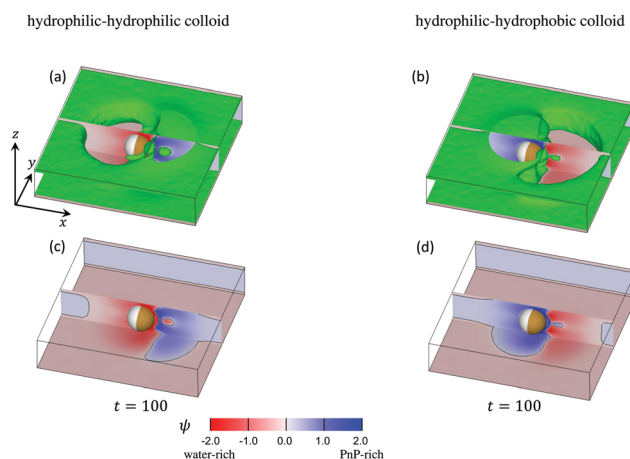 hydrophilic-hydrophilic colloid
hydrophilic-hydrophobic colloid
(a)
(b)
z
y
x
(c)
(d)
t = 100
t = 100
ψ
-2.0 -1.0 0.0 1.0 2.0
water-rich
PnP-rich